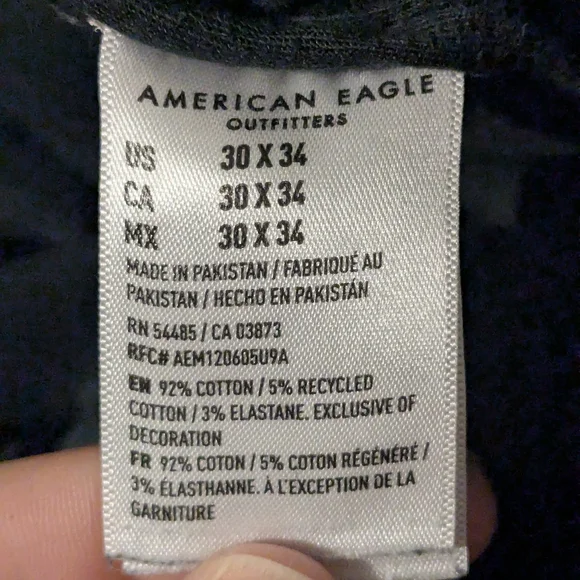 AMERICAN EAGLE
OUTFITTERS
US 30 X 34
CA 30 X 34
MX 30 X 34
MADE IN PAKISTAN / FABRIQUÉ AU
PAKISTAN / HECHO EN PAKISTÁN
RN 54485 / CA 03873
RFC# AEM120605U9A
EN 92% COTTON / 5% RECYCLED
COTTON / 3% ELASTANE. EXCLUSIVE OF
DECORATION
FR 92% COTON / 5% COTON RÉGÉNÉRÉ /
3% ÉLASTHANNE. À L'EXCEPTION DE LA
GARNITURE